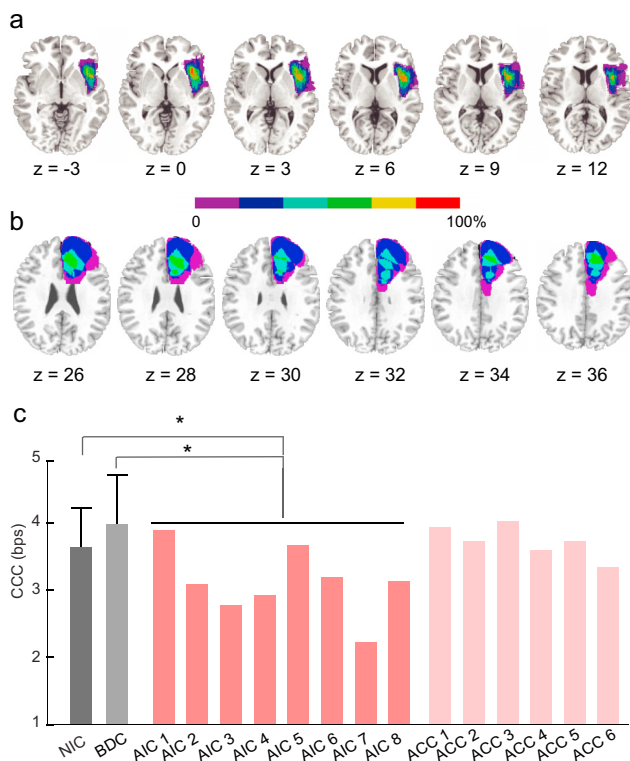 a
z = -3 z = 0 z = 3 z = 6 z = 9 z = 12
0 100%
b
z = 26 z = 28 z = 30 z = 32 z = 34 z = 36
c
*
*
5
4
3
2
1
CCC (bps)
NIC BDC AIC 1 AIC 2 AIC 3 AIC 4 AIC 5 AIC 6 AIC 7 AIC 8 ACC 1 ACC 2 ACC 3 ACC 4 ACC 5 ACC 6